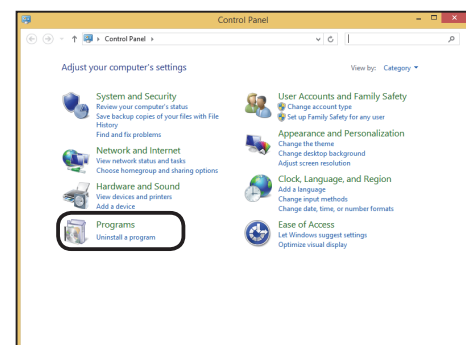 Control Panel
Control Panel
Adjust your computer's settings
View by: Category
System and Security
Review your computer's status
Save backup copies of your files with File
History
Find and fix problems
Network and Internet
View network status and tasks
Choose homegroup and sharing options
Hardware and Sound
View devices and printers
Add a device
Programs
Uninstall a program
User Accounts and Family Safety
Change account type
Set up Family Safety for any user
Appearance and Personalization
Change the theme
Change desktop background
Adjust screen resolution
Clock, Language, and Region
Add a language
Change input methods
Change date, time, or number formats
Ease of Access
Let Windows suggest settings
Optimize visual display